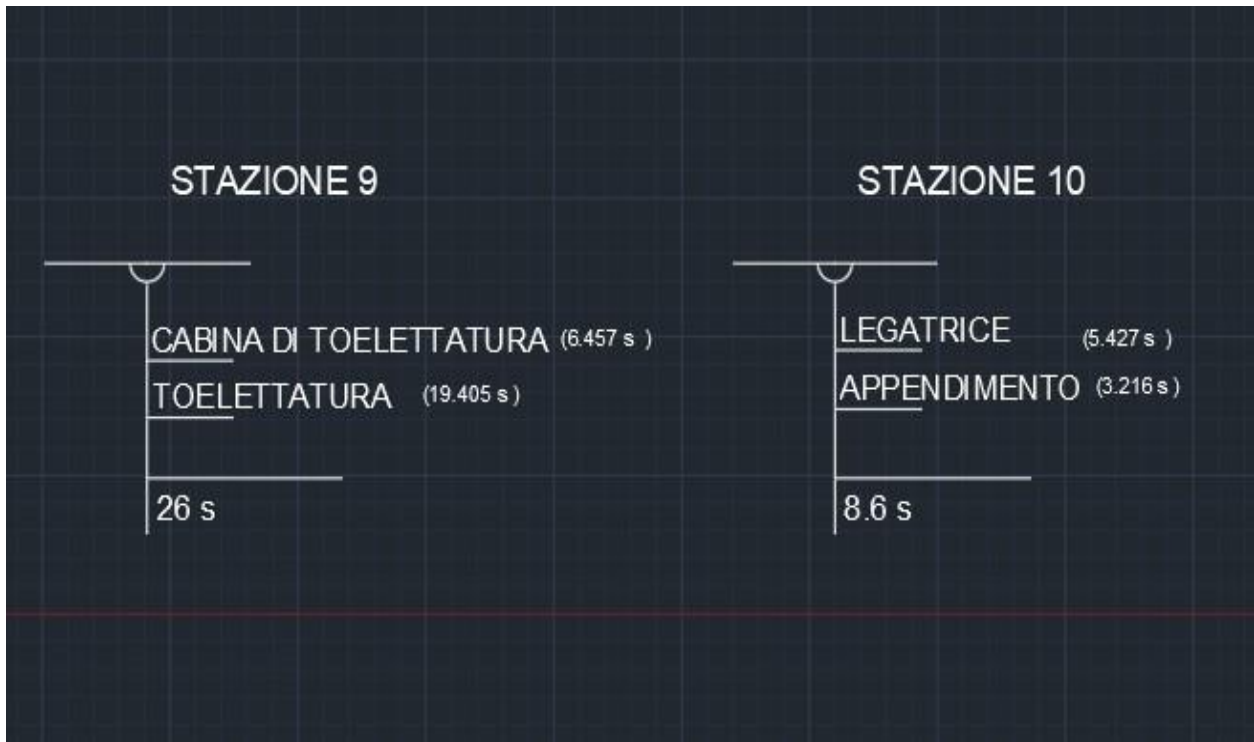 STAZIONE 9
CABINA DI TOELETTATURA (6.457 s )
TOELETTATURA (19.405 s )
26 s
STAZIONE 10
LEGATRICE (5.427 s )
APPENDIMENTO (3.216 s )
8.6 s